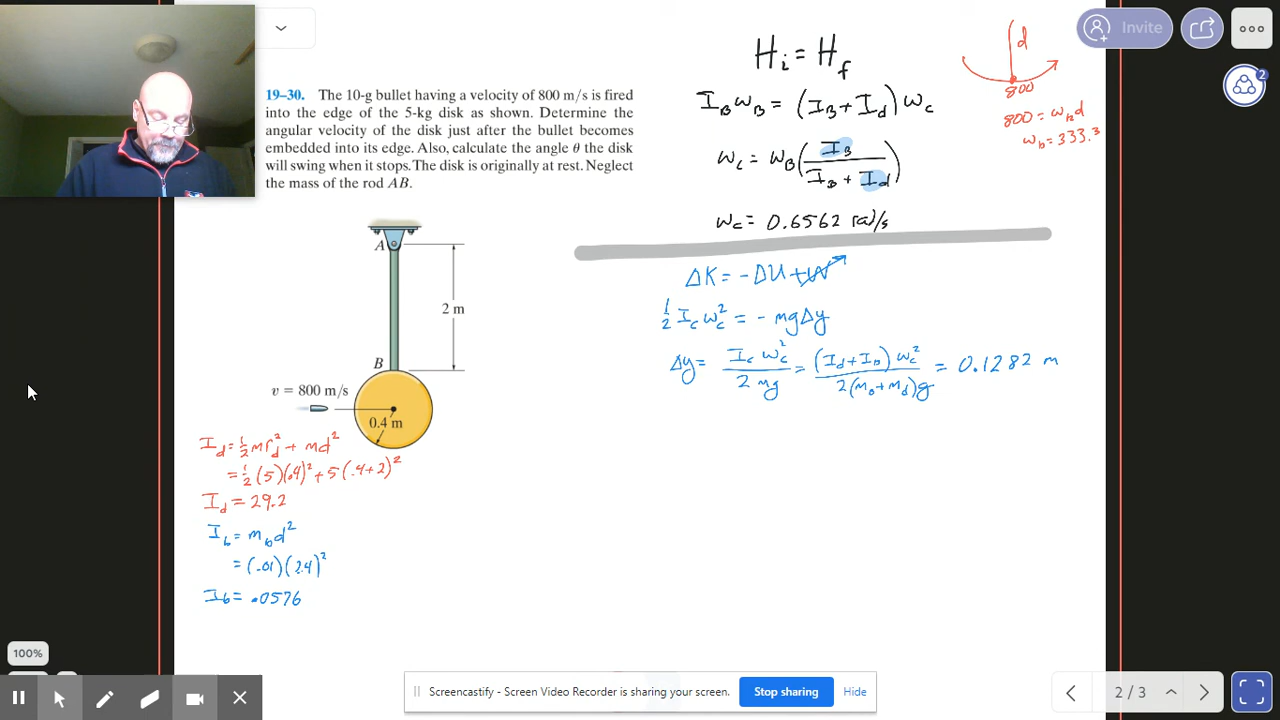 19–30. The 10-g bullet having a velocity of 800 m/s is fired
into the edge of the 5-kg disk as shown. Determine the
angular velocity of the disk just after the bullet becomes
embedded into its edge. Also, calculate the angle θ the disk
will swing when it stops. The disk is originally at rest. Neglect
the mass of the rod AB.
A
2 m
B
v = 800 m/s
0.4 m
I_d = ½ m r_d² + md²
= ½ (5)(.4)² + 5(.4+2)²
I_d = 29.2
I_b = m_b d²
= (.01)(2.4)²
I_b = .0576
H_i = H_f
I_B ω_B = (I_B + I_d) ω_c
ω_c = ω_B (I_B / (I_B + I_d))
ω_c = 0.6562 rad/s
ΔK = -ΔU + W
½ I_c ω_c² = - mgΔy
Δy = I_c ω_c² / 2mg = (I_d + I_b) ω_c² / 2(m_b + m_d)g = 0.1282 m
d
800
800 = ω_b d
ω_b = 333.3
Invite
2
100%
Screencastify - Screen Video Recorder is sharing your screen.
Stop sharing
Hide
2 / 3